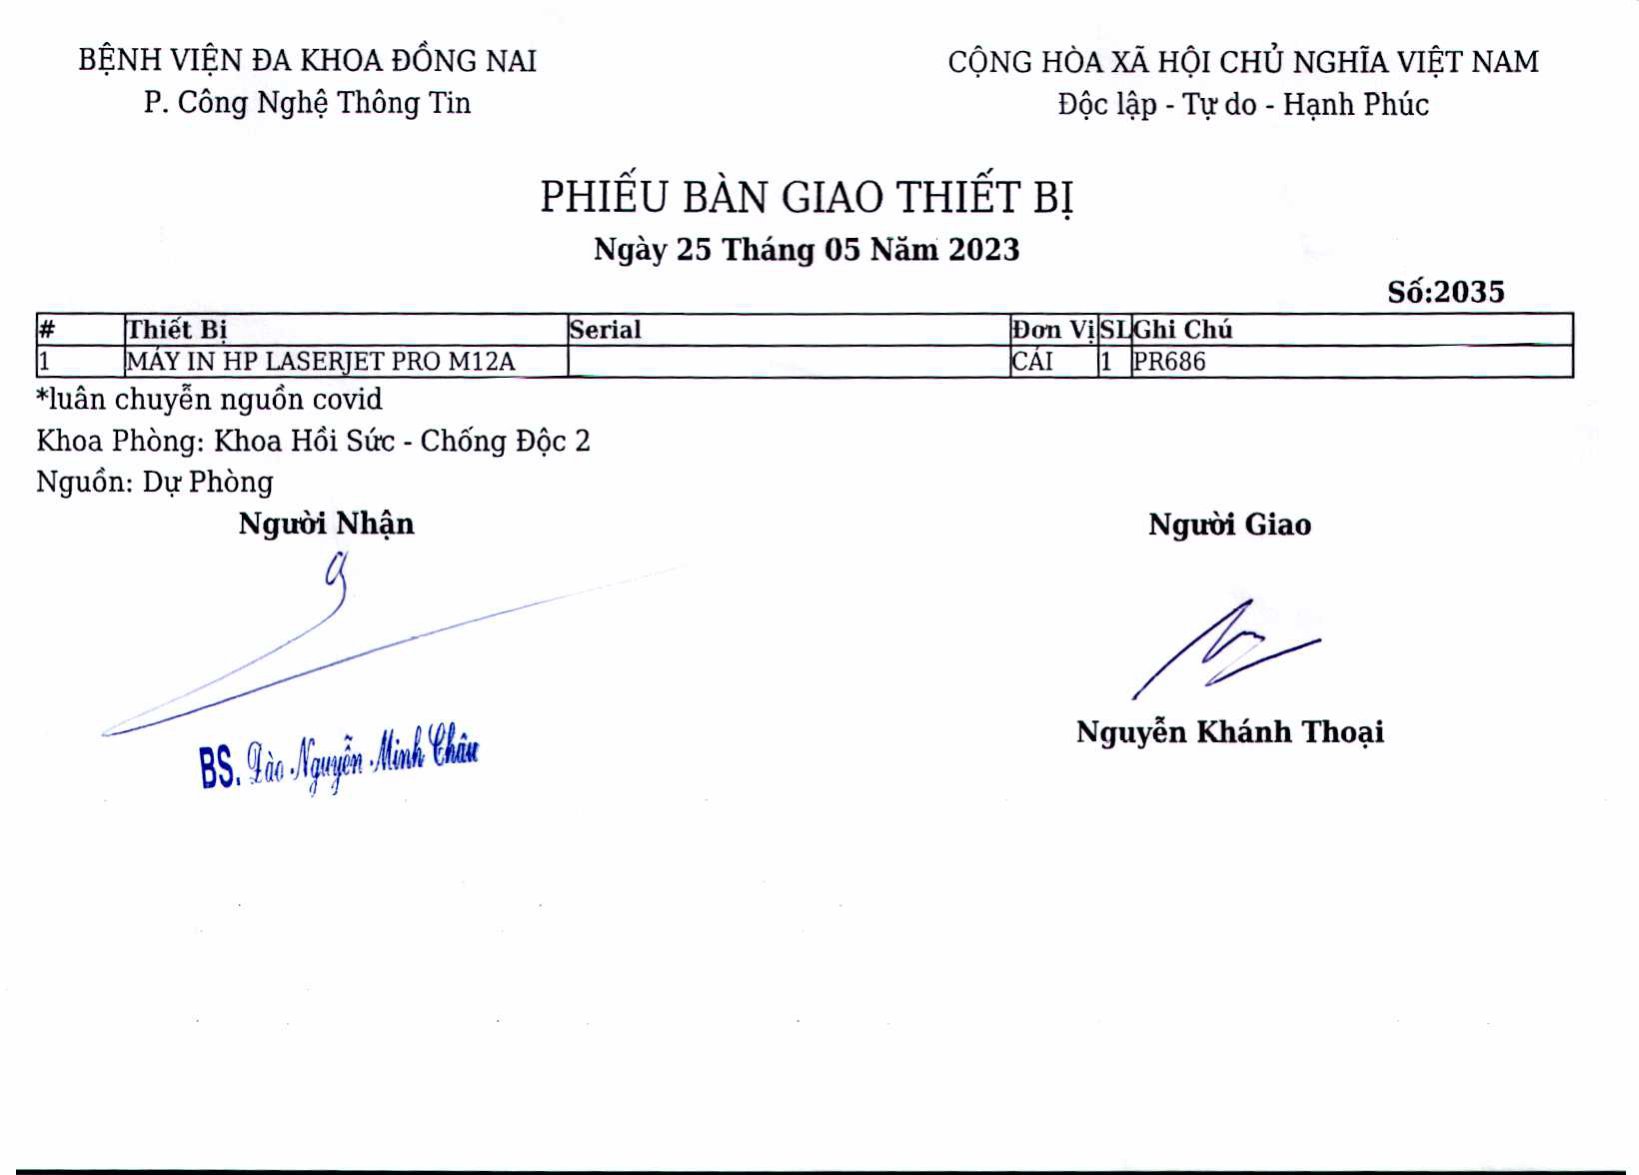 BỆNH VIỆN ĐA KHOA ĐỒNG NAI
P. Công Nghệ Thông Tin
CỘNG HÒA XÃ HỘI CHỦ NGHĨA VIỆT NAM
Độc lập - Tự do - Hạnh Phúc
PHIẾU BÀN GIAO THIẾT BỊ
Ngày 25 Tháng 05 Năm 2023
Số:2035
# Thiết Bị Serial Đơn Vị SL Ghi Chú
1 MÁY IN HP LASERJET PRO M12A CÁI 1 PR686
*luân chuyễn nguồn covid
Khoa Phòng: Khoa Hồi Sức - Chống Độc 2
Nguồn: Dự Phòng
Người Nhận
Người Giao
BS. Đào Nguyễn Minh Châu
Nguyễn Khánh Thoại